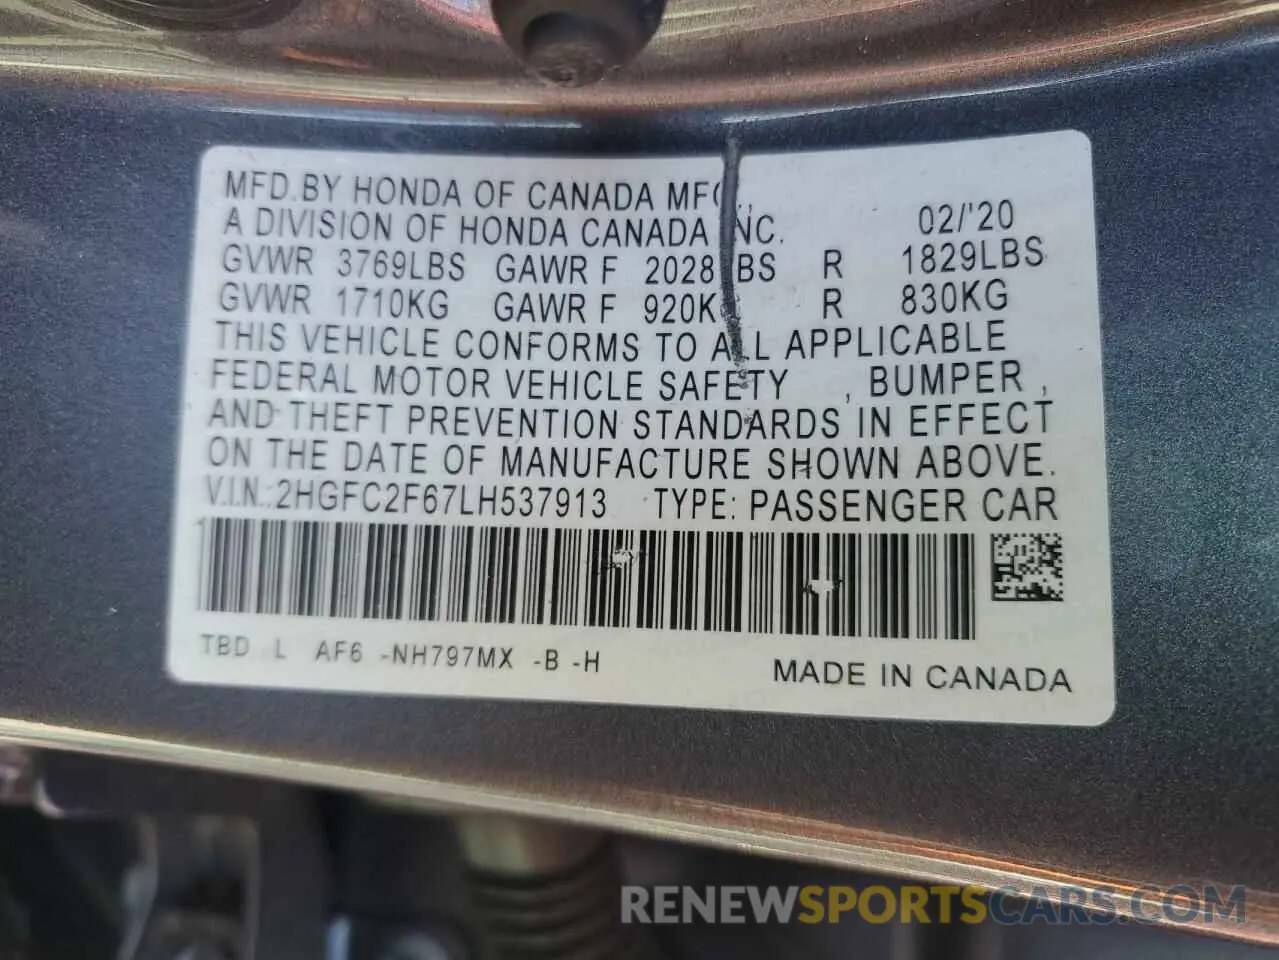 MFD.BY HONDA OF CANADA
A DIVISION OF HONDA CANADA INC. 02/'20
GVWR 3769LBS GAWR F 2028LBS R 1829LBS
GVWR 1710KG GAWR F 920K R 830KG
THIS VEHICLE CONFORMS TO ALL APPLICABLE
FEDERAL MOTOR VEHICLE SAFETY , BUMPER ,
AND THEFT PREVENTION STANDARDS IN EFFECT
ON THE DATE OF MANUFACTURE SHOWN ABOVE.
V.I.N.:2HGFC2F67LH537913 TYPE: PASSENGER CAR
TBD L AF6 -NH797MX -B -H
MADE IN CANADA
RENEWSPORTSCARS.COM